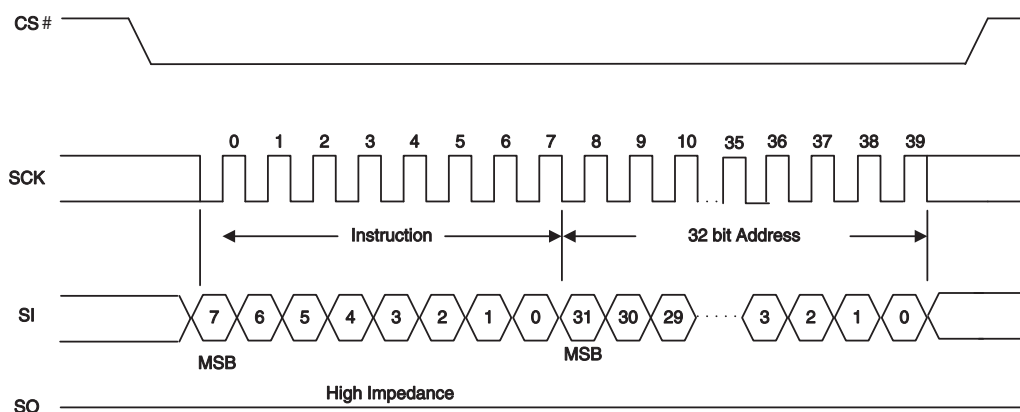 CS #
0 1 2 3 4 5 6 7 8 9 10 35 36 37 38 39
SCK
Instruction 32 bit Address
SI 7 6 5 4 3 2 1 0 31 30 29 3 2 1 0
MSB MSB
High Impedance
SO